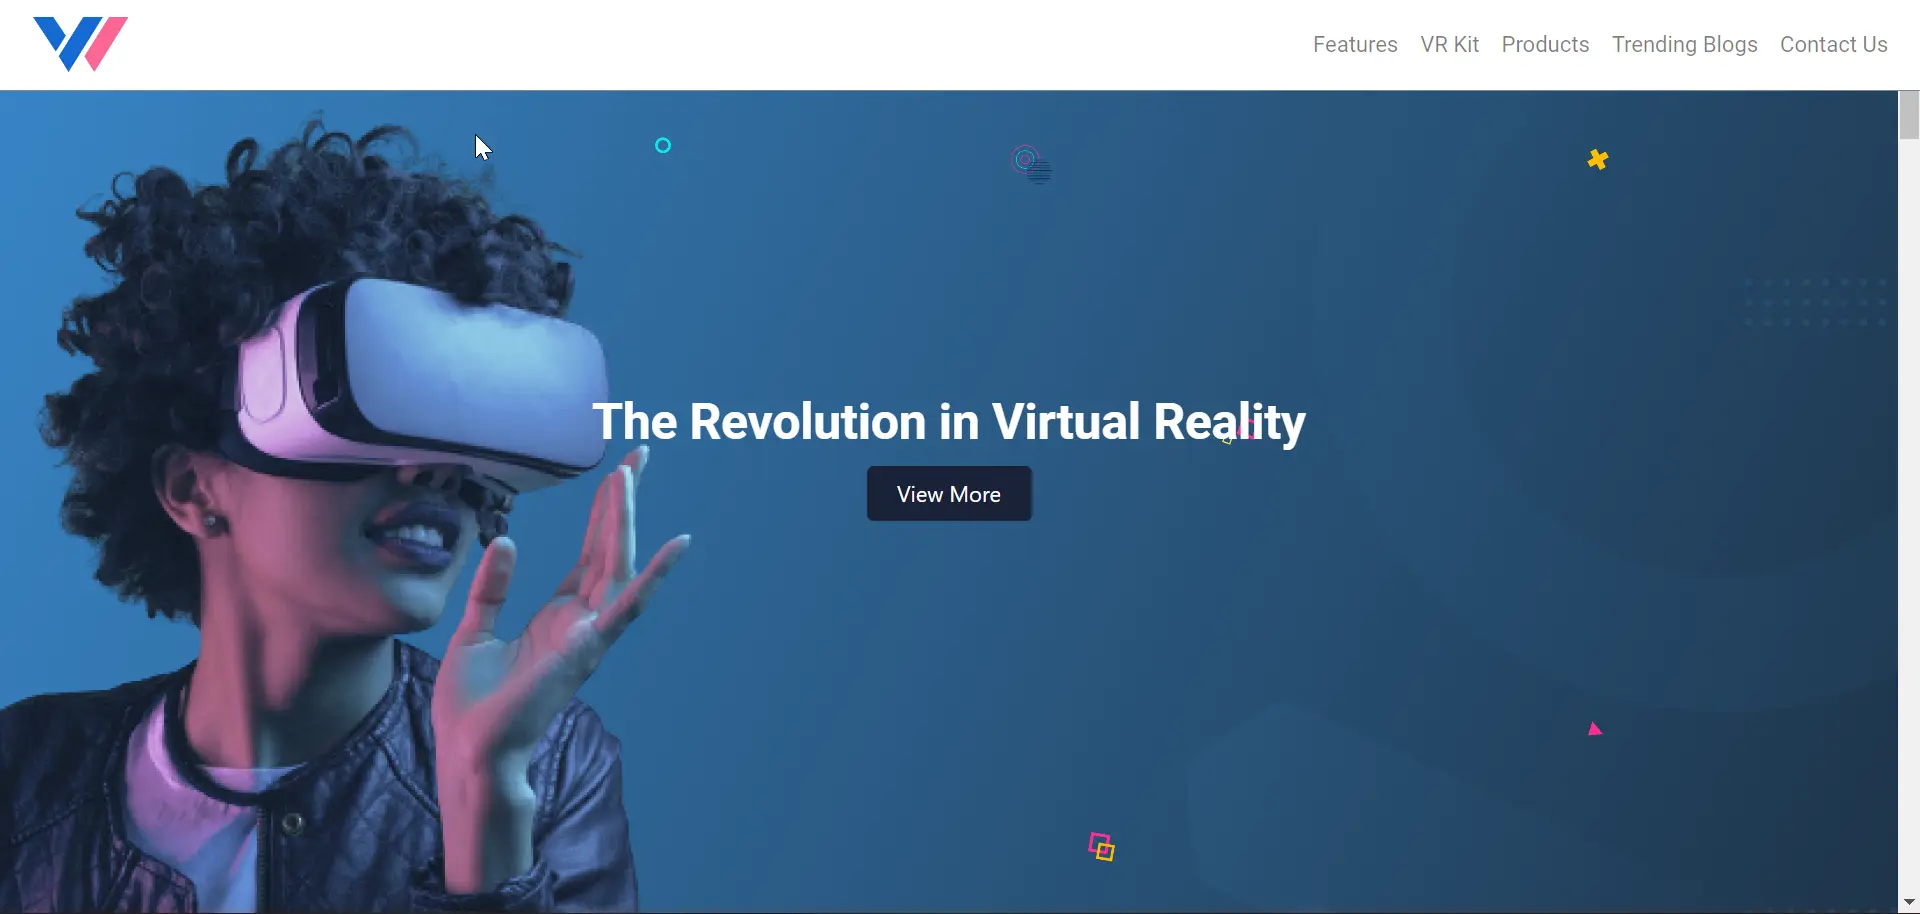 Features VR Kit Products Trending Blogs Contact Us
The Revolution in Virtual Reality
View More